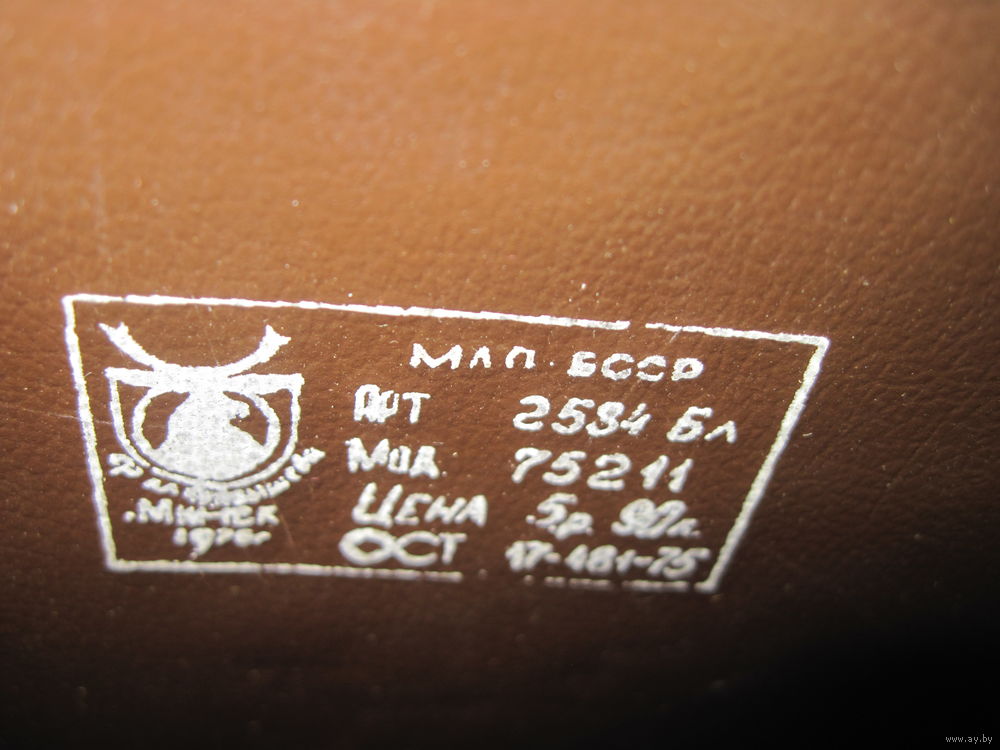 МЛП БССР
АРТ 2534 Бл
Мод. 75211
ЦЕНА 5р. 90к.
ОСТ 17-481-75
Минск
www.ay.by